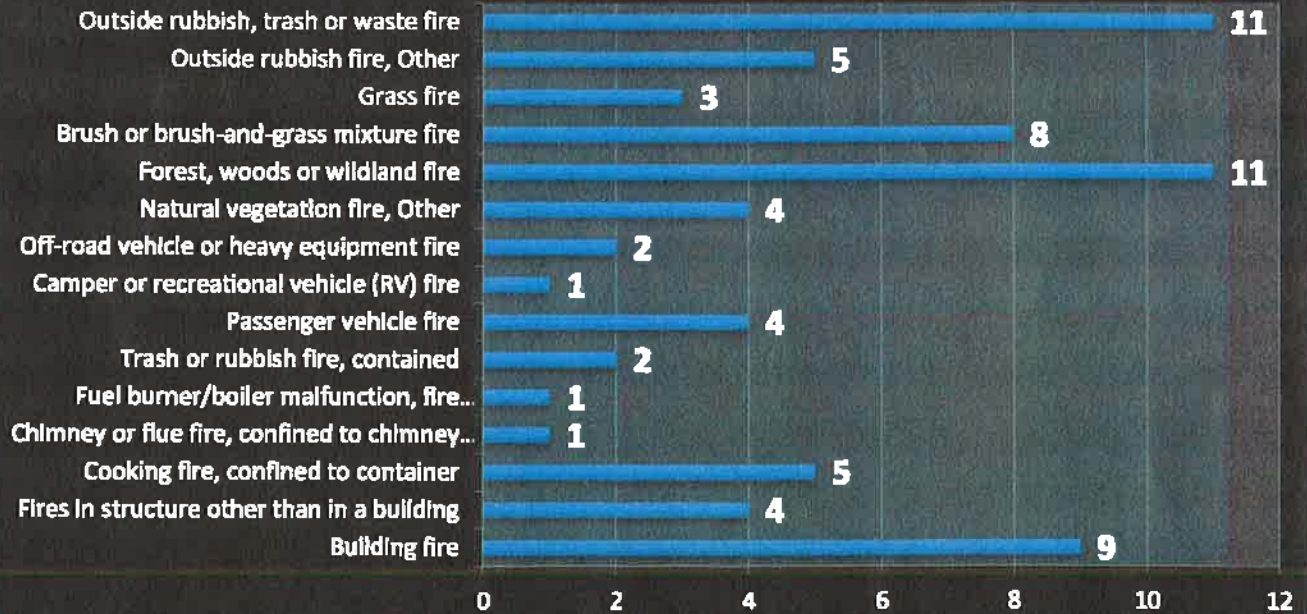 Outside rubbish, trash or waste fire 11
Outside rubbish fire, Other 5
Grass fire 3
Brush or brush-and-grass mixture fire 8
Forest, woods or wildland fire 11
Natural vegetation fire, Other 4
Off-road vehicle or heavy equipment fire 2
Camper or recreational vehicle (RV) fire 1
Passenger vehicle fire 4
Trash or rubbish fire, contained 2
Fuel burner/boiler malfunction, fire... 1
Chimney or flue fire, confined to chimney... 1
Cooking fire, confined to container 5
Fires in structure other than in a building 4
Building fire 9
0 2 4 6 8 10 12